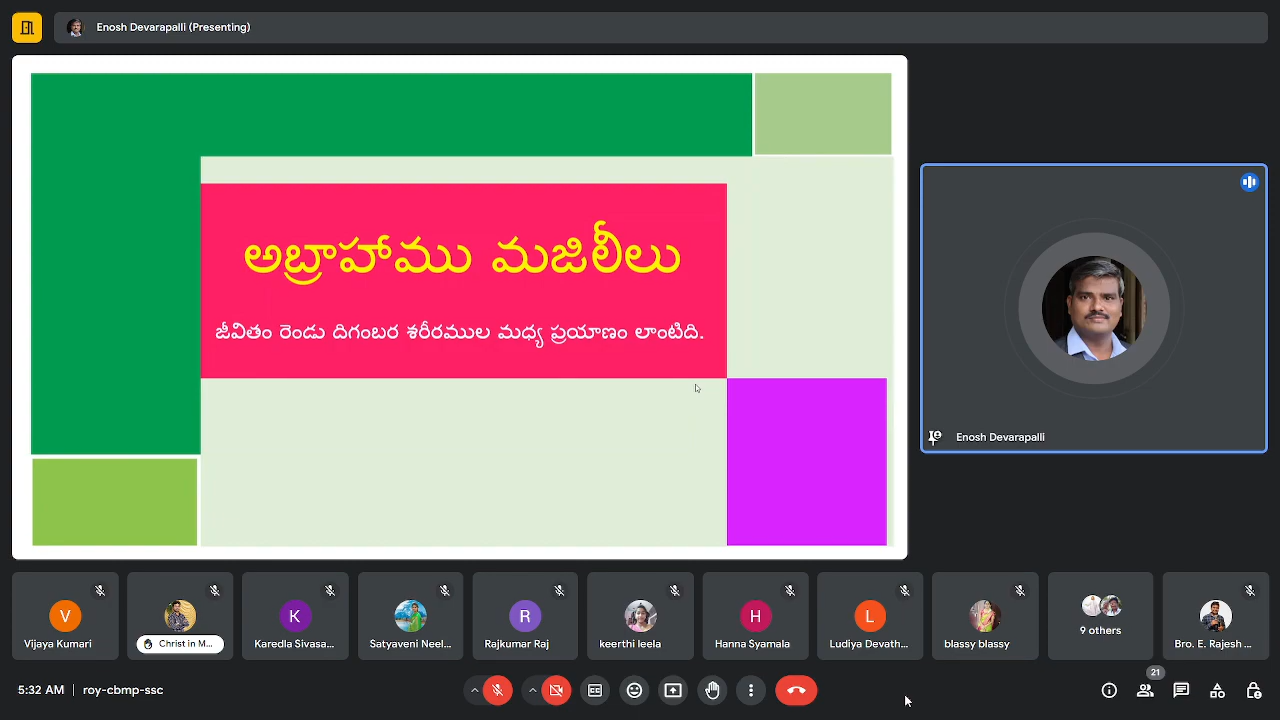 Enosh Devarapalli (Presenting)
అబ్రాహాము మజిలీలు
జీవితం రెండు దిగంబర శరీరముల మధ్య ప్రయాణం లాంటిది.
Enosh Devarapalli
V
K
R
H
L
9 others
Vijaya Kumari
Christ in M...
Karedla Sivasa...
Satyaveni Neel...
Rajkumar Raj
keerthi leela
Hanna Syamala
Ludiya Devath...
blassy blassy
Bro. E. Rajesh ...
5:32 AM | roy-cbmp-ssc
21